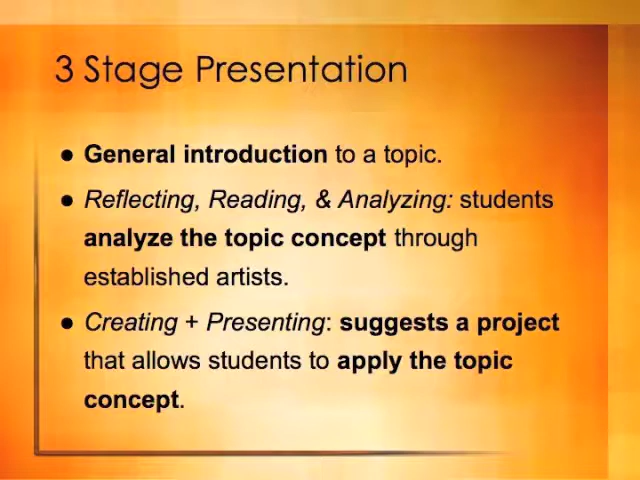 3 Stage Presentation
● General introduction to a topic.
● Reflecting, Reading, & Analyzing: students
analyze the topic concept through
established artists.
● Creating + Presenting: suggests a project
that allows students to apply the topic
concept.